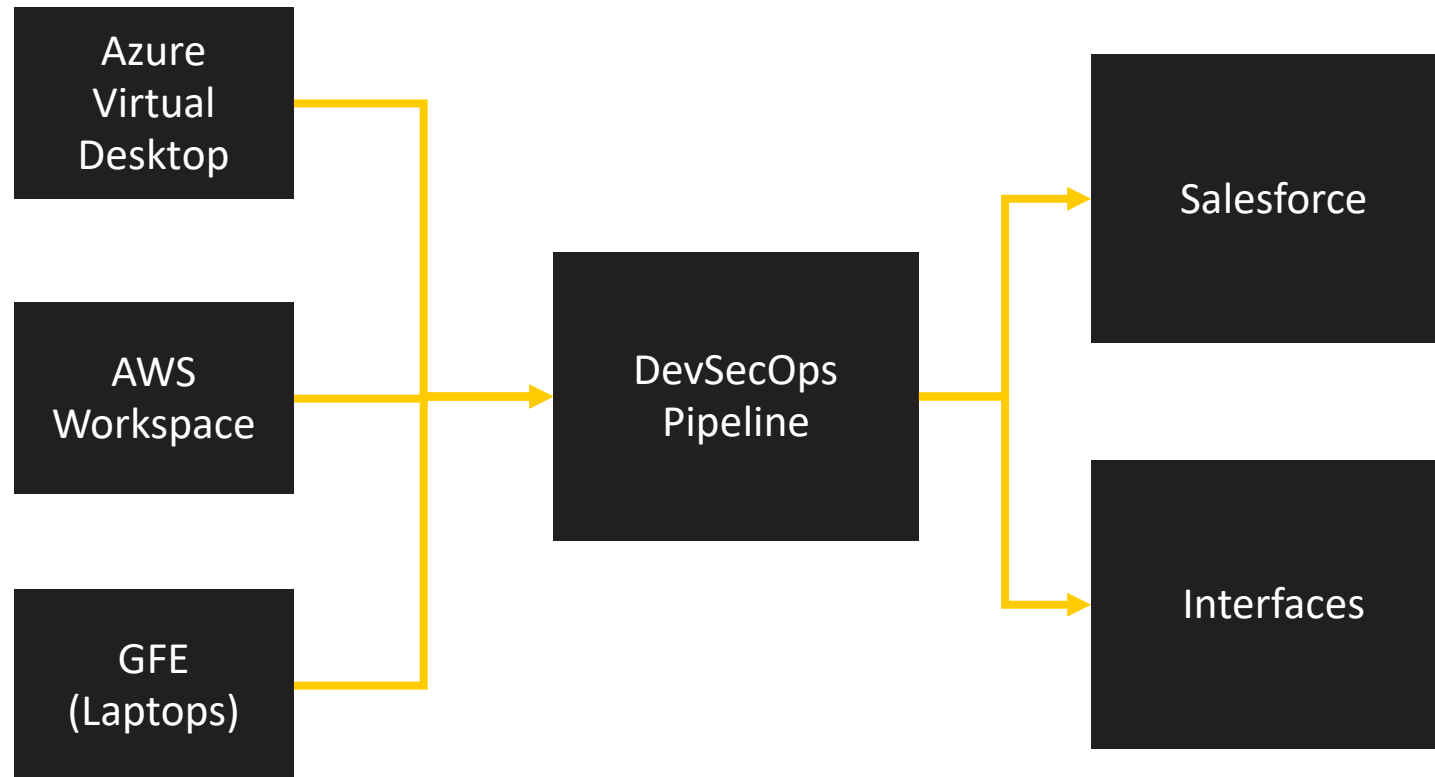 Azure
Virtual
Desktop
AWS
Workspace
GFE
(Laptops)
DevSecOps
Pipeline
Salesforce
Interfaces